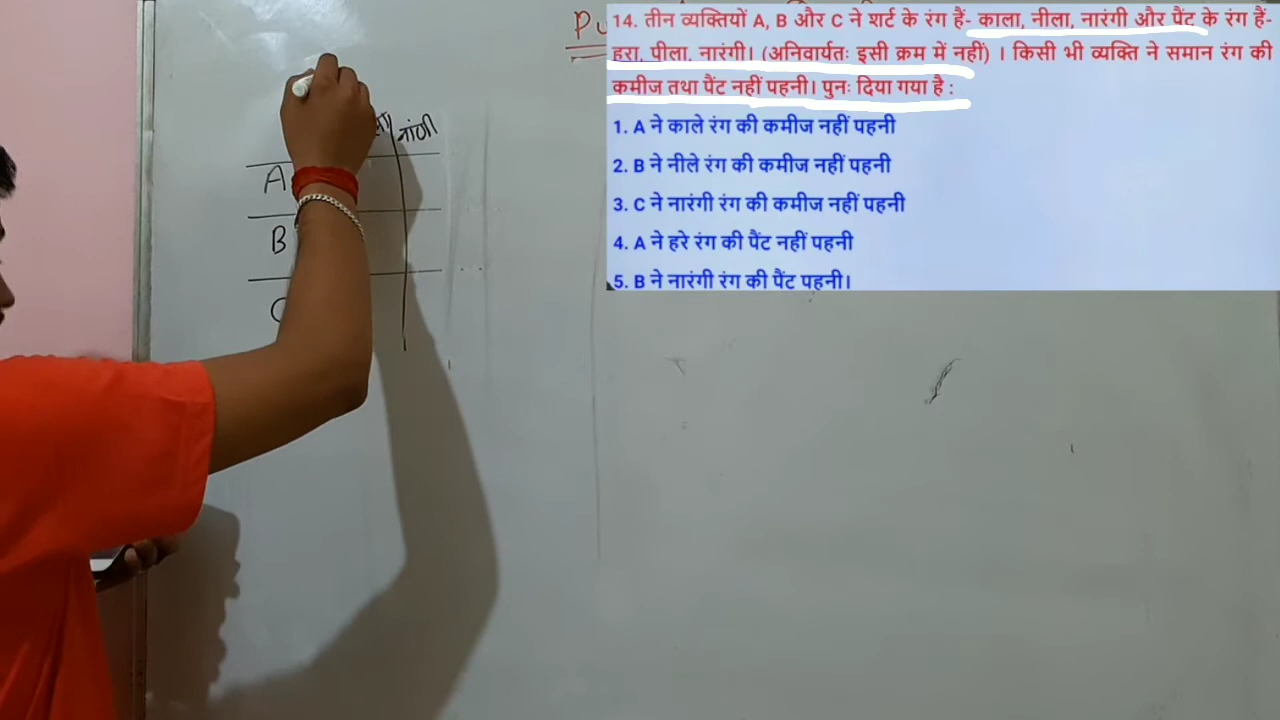 14. तीन व्यक्तियों A, B और C ने शर्ट के रंग हैं- काला, नीला, नारंगी और पैंट के रंग हैं-
हरा, पीला, नारंगी। (अनिवार्यतः इसी क्रम में नहीं) । किसी भी व्यक्ति ने समान रंग की
कमीज तथा पैंट नहीं पहनी। पुनः दिया गया है :
1. A ने काले रंग की कमीज नहीं पहनी
2. B ने नीले रंग की कमीज नहीं पहनी
3. C ने नारंगी रंग की कमीज नहीं पहनी
4. A ने हरे रंग की पैंट नहीं पहनी
5. B ने नारंगी रंग की पैंट पहनी।
A
B